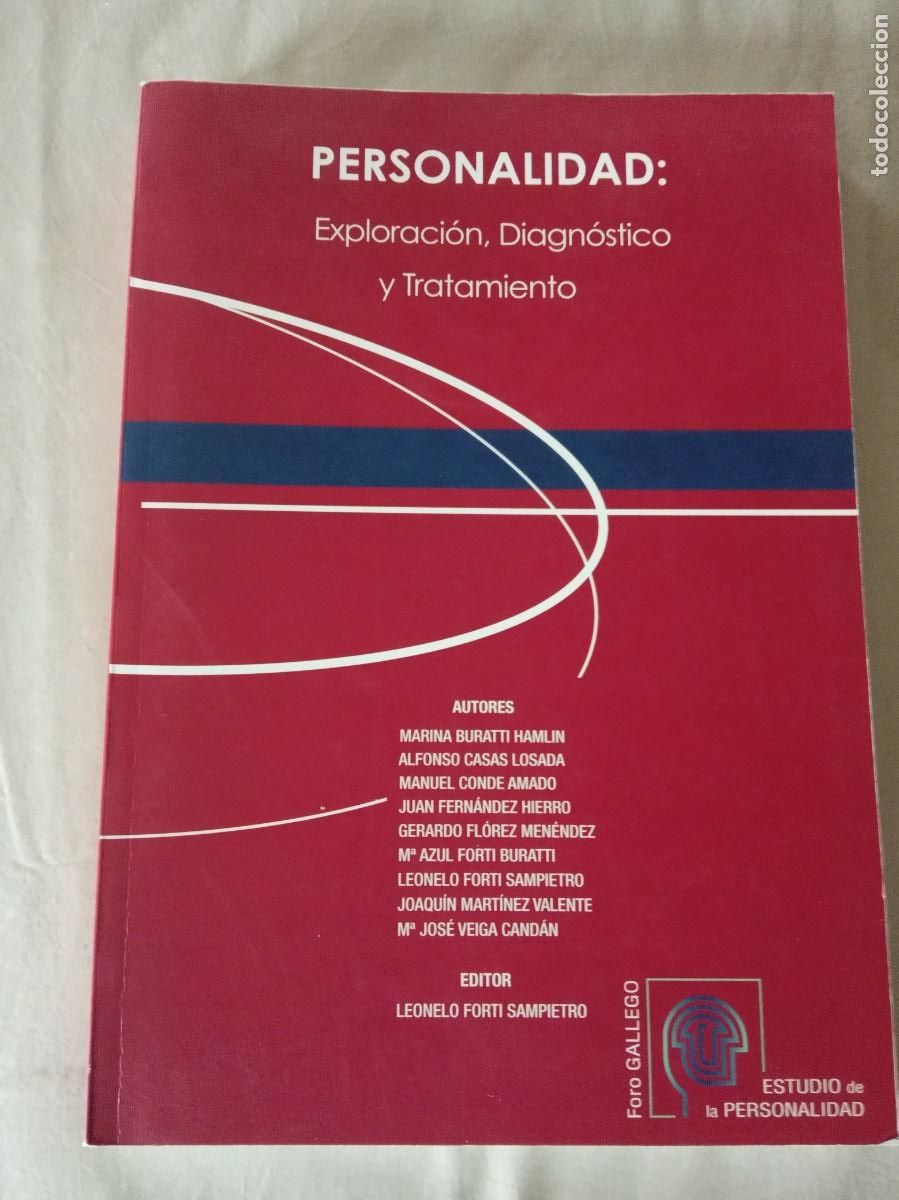 PERSONALIDAD:
Exploración, Diagnóstico
y Tratamiento
AUTORES
MARINA BURATTI HAMLIN
ALFONSO CASAS LOSADA
MANUEL CONDE AMADO
JUAN FERNÁNDEZ HIERRO
GERARDO FLÓREZ MENÉNDEZ
Mª AZUL FORTI BURATTI
LEONELO FORTI SAMPIETRO
JOAQUÍN MARTÍNEZ VALENTE
Mª JOSÉ VEIGA CANDÁN
EDITOR
LEONELO FORTI SAMPIETRO
Foro GALLEGO
ESTUDIO de
la PERSONALIDAD
todocoleccion